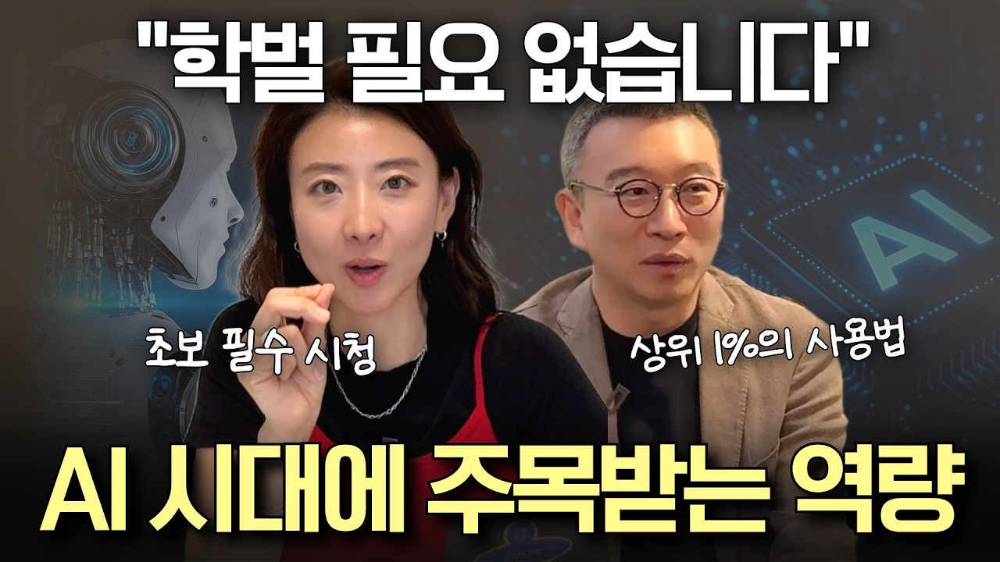 "학벌 필요 없습니다"
초보 필수 시청
상위 1%의 사용법
AI
AI 시대에 주목받는 역량